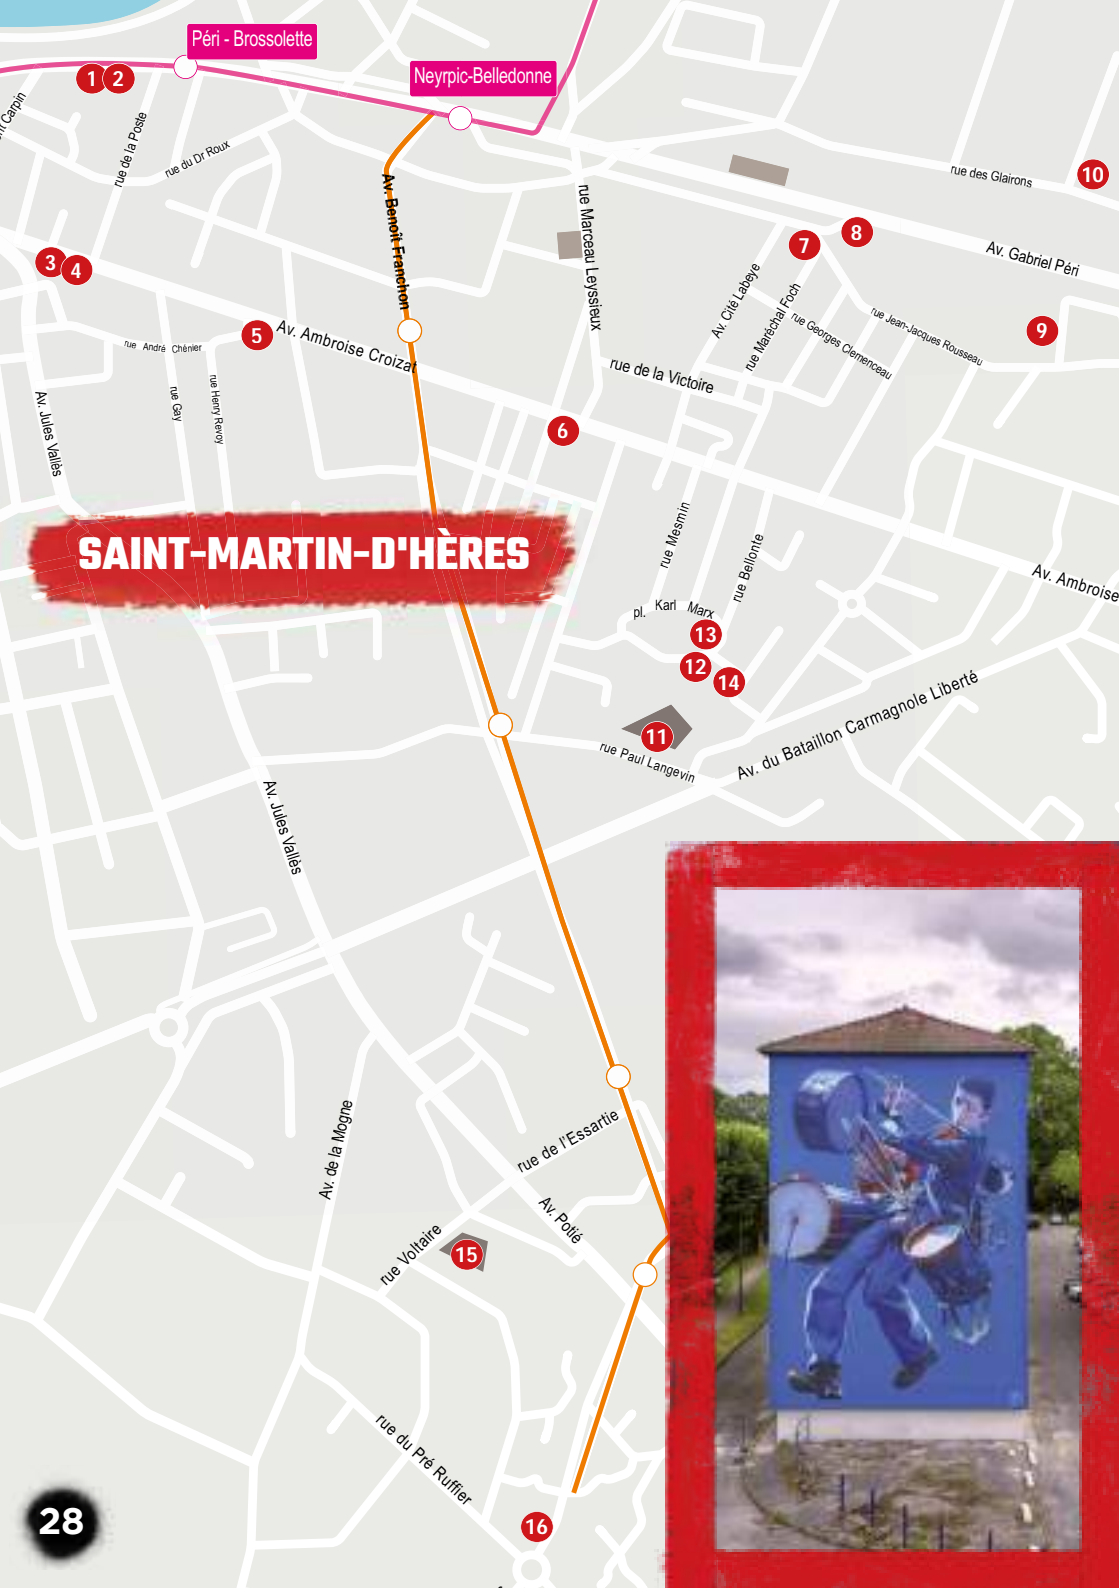 Péri - Brossolette
Neyrpic-Belledonne
1
2
nt Carpin
rue de la Poste
rue du Dr Roux
rue des Glairons
10
Av. Benoît Franchon
rue Marceau Leyssieux
7
8
Av. Gabriel Péri
3
4
Av. Cité Labeye
rue Maréchal Foch
rue Georges Clemenceau
rue Jean-Jacques Rousseau
9
5
Av. Ambroise Croizat
rue André Chénier
rue Gay
rue Henry Revoy
Av. Jules Vallès
rue de la Victoire
6
SAINT-MARTIN-D'HÈRES
rue Mesmin
rue Bellonte
Av. Ambroise
pl. Karl Marx
13
12
14
11
rue Paul Langevin
Av. du Bataillon Carmagnole Liberté
Av. Jules Vallès
Av. de la Mogne
rue de l'Essartie
Av. Potié
rue Voltaire
15
rue du Pré Ruffier
16
28